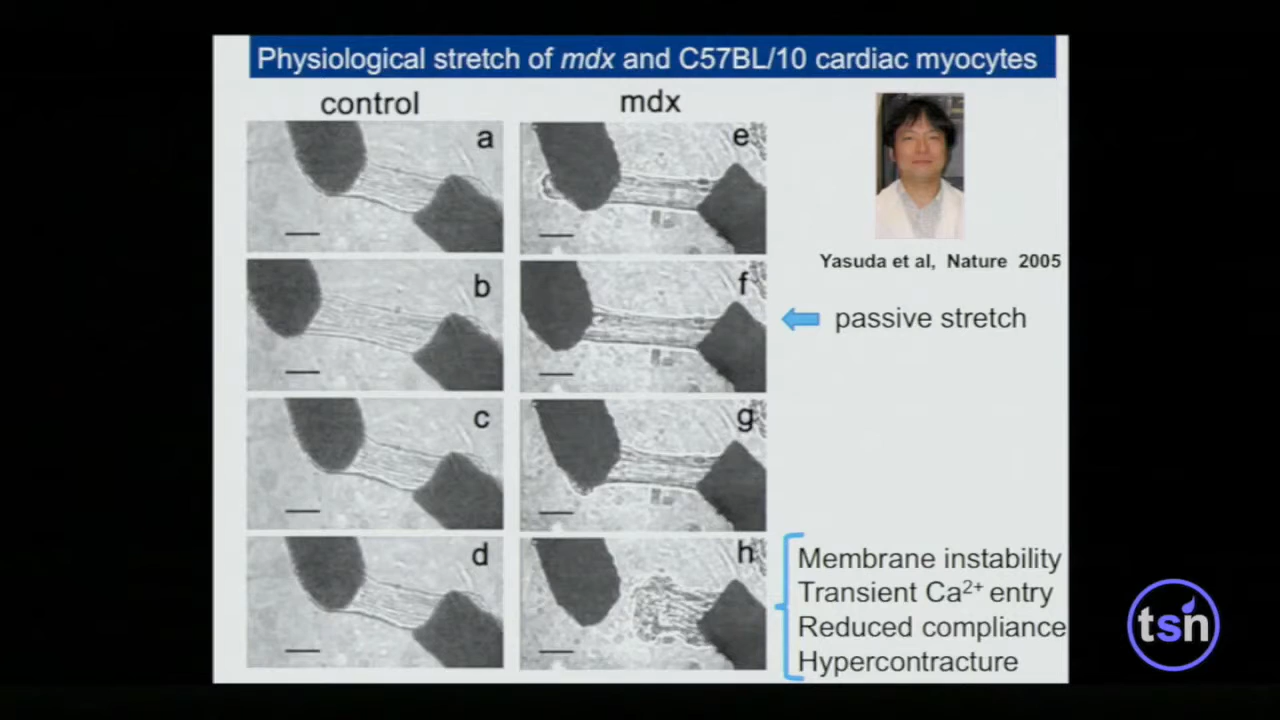 Physiological stretch of mdx and C57BL/10 cardiac myocytes
control
mdx
a
e
b
f
c
g
d
h
Yasuda et al, Nature 2005
passive stretch
Membrane instability
Transient Ca²⁺ entry
Reduced compliance
Hypercontracture
tsn